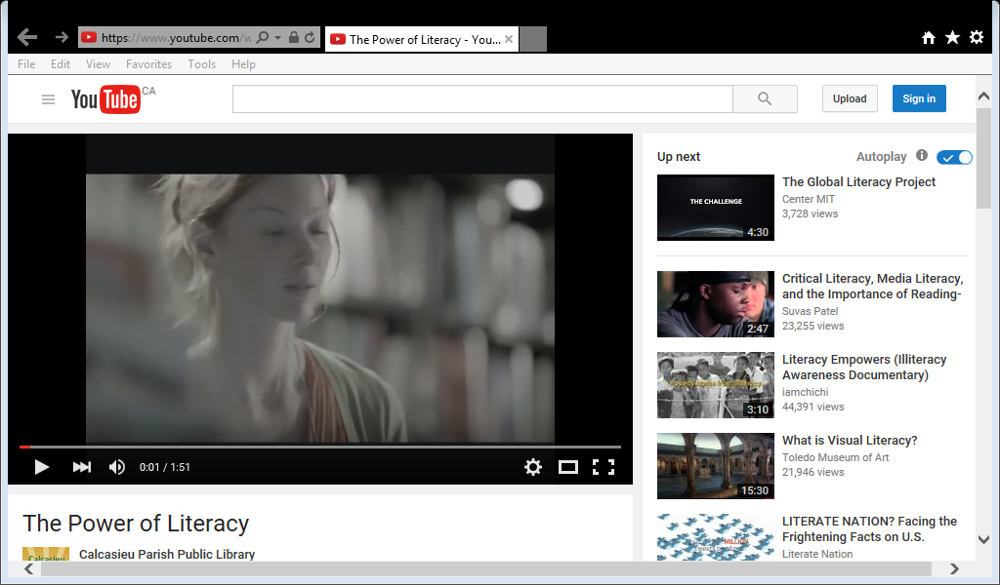 https://www.youtube.com/w
The Power of Literacy - You...
File Edit View Favorites Tools Help
YouTube CA
Upload
Sign in
Up next
Autoplay
THE CHALLENGE
4:30
The Global Literacy Project
Center MIT
3,728 views
2:47
Critical Literacy, Media Literacy,
and the Importance of Reading-
Suvas Patel
23,255 views
3:10
Literacy Empowers (Illiteracy
Awareness Documentary)
iamchichi
44,391 views
15:30
What is Visual Literacy?
Toledo Museum of Art
21,946 views
MILLION
LITERATE NATION? Facing the
Frightening Facts on U.S.
Literate Nation
0:01 / 1:51
The Power of Literacy
Calcasieu
Calcasieu Parish Public Library